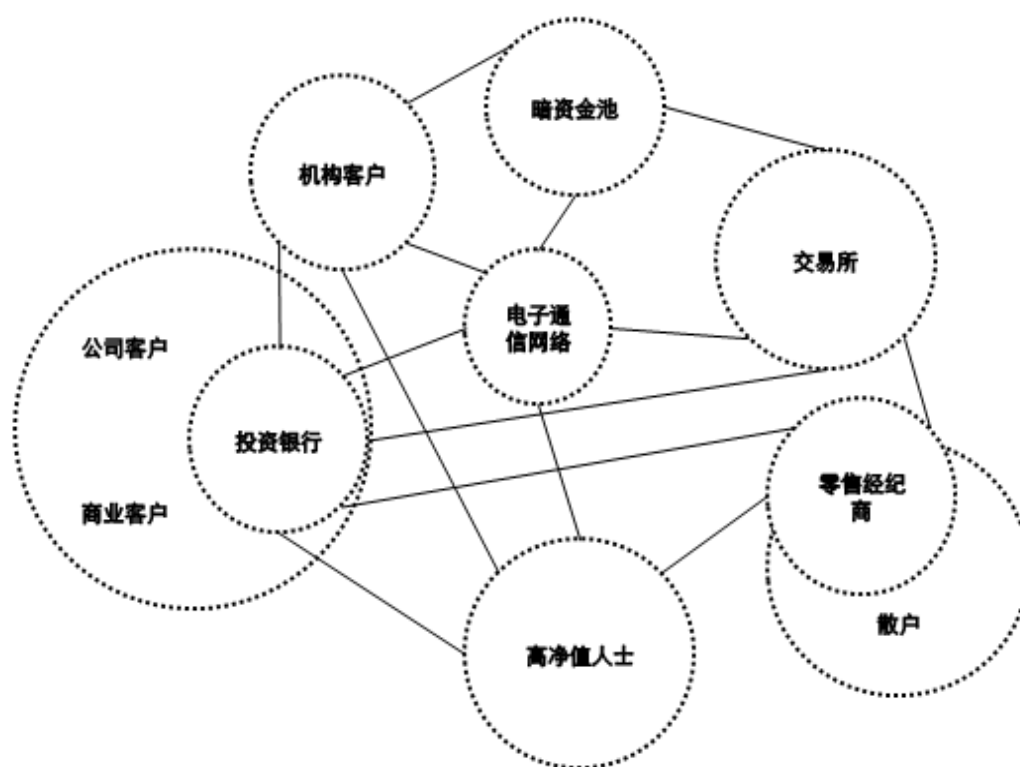 暗资金池
机构客户
交易所
电子通
信网络
公司客户
投资银行
商业客户
零售经纪
商
散户
高净值人士